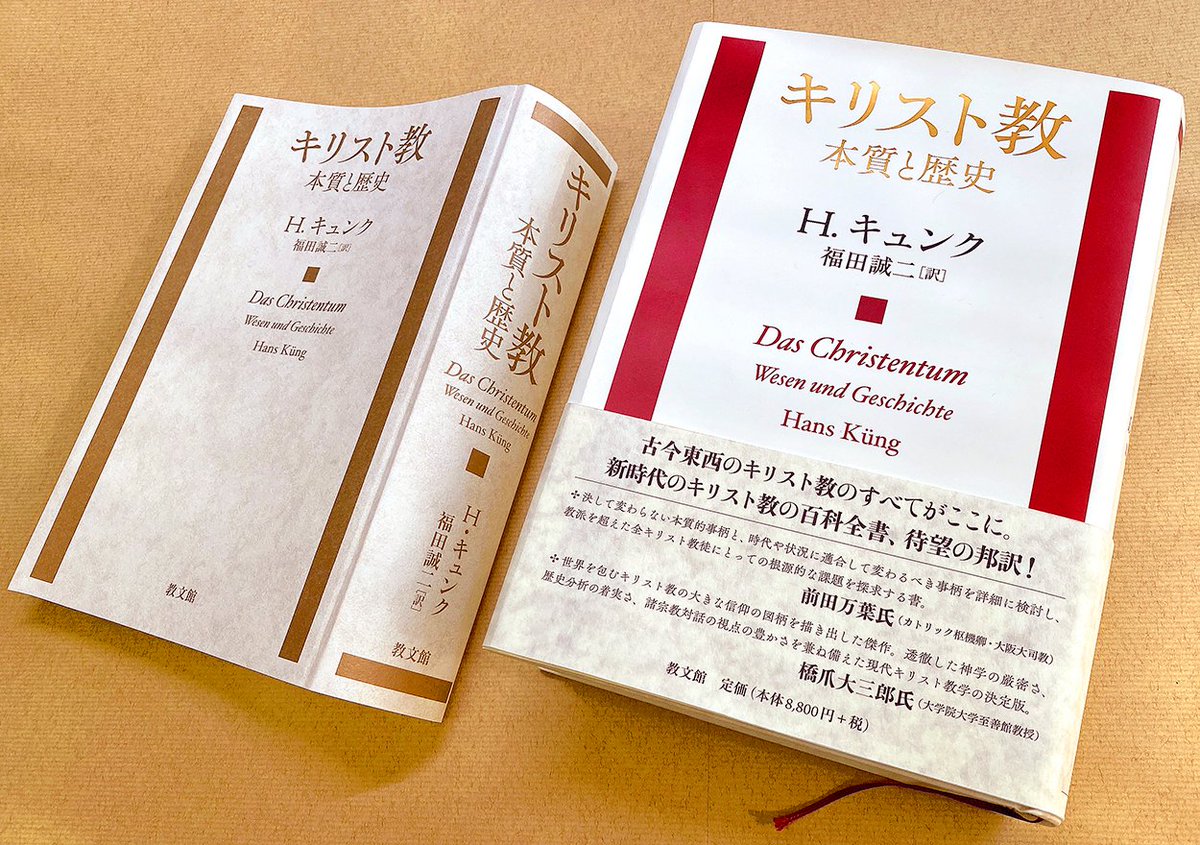 キリスト教
本質と歴史
H. キュンク
福田誠二[訳]
Das Christentum
Wesen und Geschichte
Hans Küng
教文館
キリスト教
本質と歴史
Das Christentum
Wesen und Geschichte
Hans Küng
H・キュンク
福田誠二[訳]
教文館
キリスト教
本質と歴史
H. キュンク
福田誠二[訳]
Das Christentum
Wesen und Geschichte
Hans Küng
古今東西のキリスト教のすべてがここに。
新時代のキリスト教の百科全書、待望の邦訳!
✣決して変わらない本質的事柄と、時代や状況に適合して変わるべき事柄を詳細に検討し、
教派を超えた全キリスト教徒にとっての根源的な課題を探求する書。
前田万葉氏(カトリック枢機卿・大阪大司教)
✣世界を包むキリスト教の大きな信仰の図柄を描き出した傑作。透徹した神学の厳密さ、
歴史分析の着実さ、諸宗教対話の視点の豊かさを兼ね備えた現代キリスト教学の決定版。
橋爪大三郎氏(大学院大学至善館教授)
教文館 定価(本体8,800円+税)